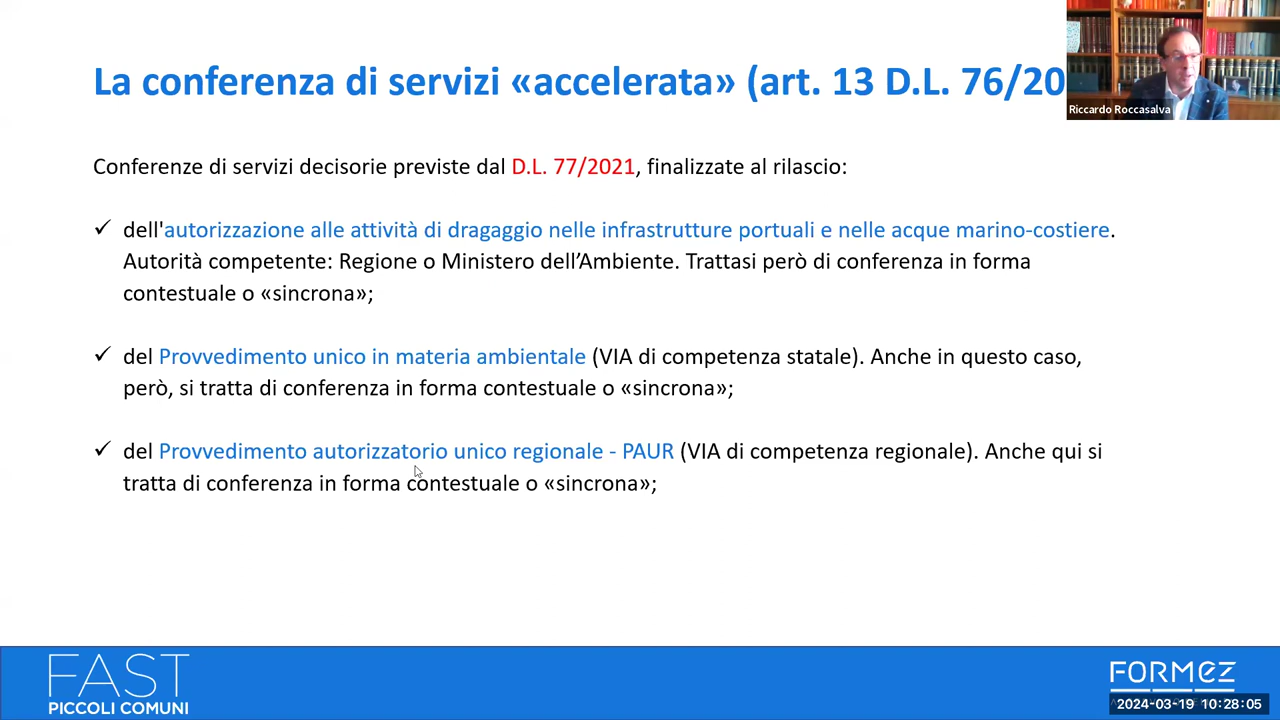 La conferenza di servizi «accelerata» (art. 13 D.L. 76/20
Riccardo Roccasalva
Conferenze di servizi decisorie previste dal D.L. 77/2021, finalizzate al rilascio:
✓ dell'autorizzazione alle attività di dragaggio nelle infrastrutture portuali e nelle acque marino-costiere.
Autorità competente: Regione o Ministero dell’Ambiente. Trattasi però di conferenza in forma
contestuale o «sincrona»;
✓ del Provvedimento unico in materia ambientale (VIA di competenza statale). Anche in questo caso,
però, si tratta di conferenza in forma contestuale o «sincrona»;
✓ del Provvedimento autorizzatorio unico regionale - PAUR (VIA di competenza regionale). Anche qui si
tratta di conferenza in forma contestuale o «sincrona»;
FAST
PICCOLI COMUNI
FORMEZ
2024-03-19 10:28:05